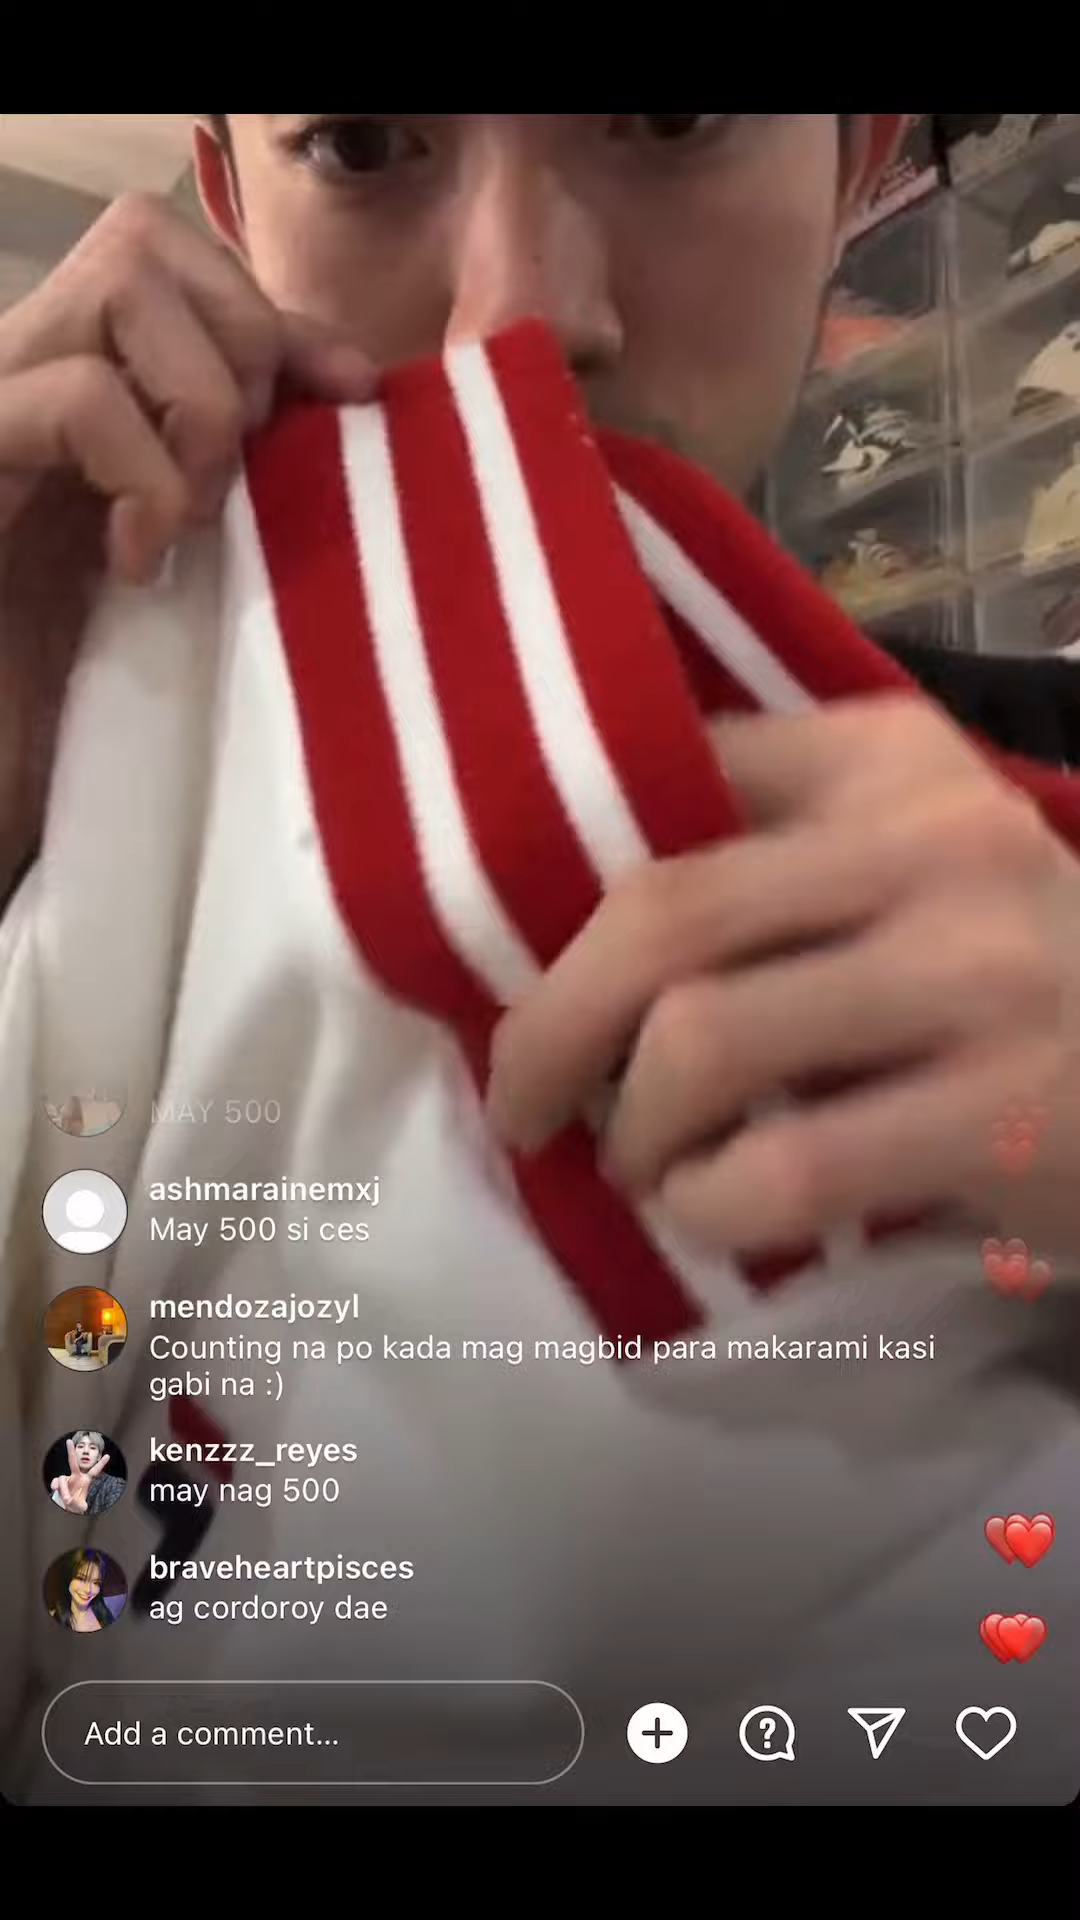 MAY 500
ashmarainemxj
May 500 si ces
mendozajozyl
Counting na po kada mag magbid para makarami kasi
gabi na :)
kenzzz_reyes
may nag 500
braveheartpisces
ag cordoroy dae
Add a comment...